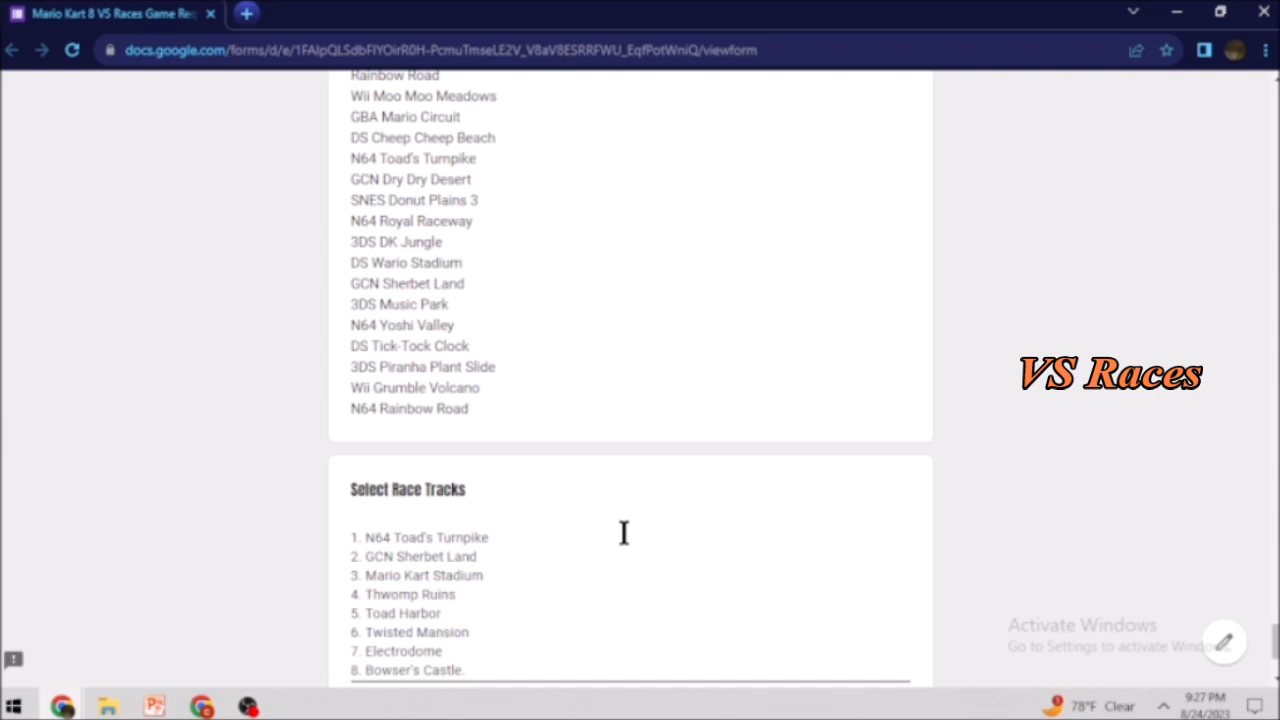 Mario Kart 8 VS Races Game Req
docs.google.com/forms/d/e/1FAIpQLSdbFIYOirR0H-PcmuTmseLE2V_V8aV8ESRRFWU_EqfPotWniQ/viewform
Rainbow Road
Wii Moo Moo Meadows
GBA Mario Circuit
DS Cheep Cheep Beach
N64 Toad's Turnpike
GCN Dry Dry Desert
SNES Donut Plains 3
N64 Royal Raceway
3DS DK Jungle
DS Wario Stadium
GCN Sherbet Land
3DS Music Park
N64 Yoshi Valley
DS Tick-Tock Clock
3DS Piranha Plant Slide
Wii Grumble Volcano
N64 Rainbow Road
VS Races
Select Race Tracks
1. N64 Toad's Turnpike
2. GCN Sherbet Land
3. Mario Kart Stadium
4. Thwomp Ruins
5. Toad Harbor
6. Twisted Mansion
7. Electrodome
8. Bowser's Castle.
Activate Windows
Go to Settings to activate Windows.
78°F Clear
9:27 PM
8/24/2023